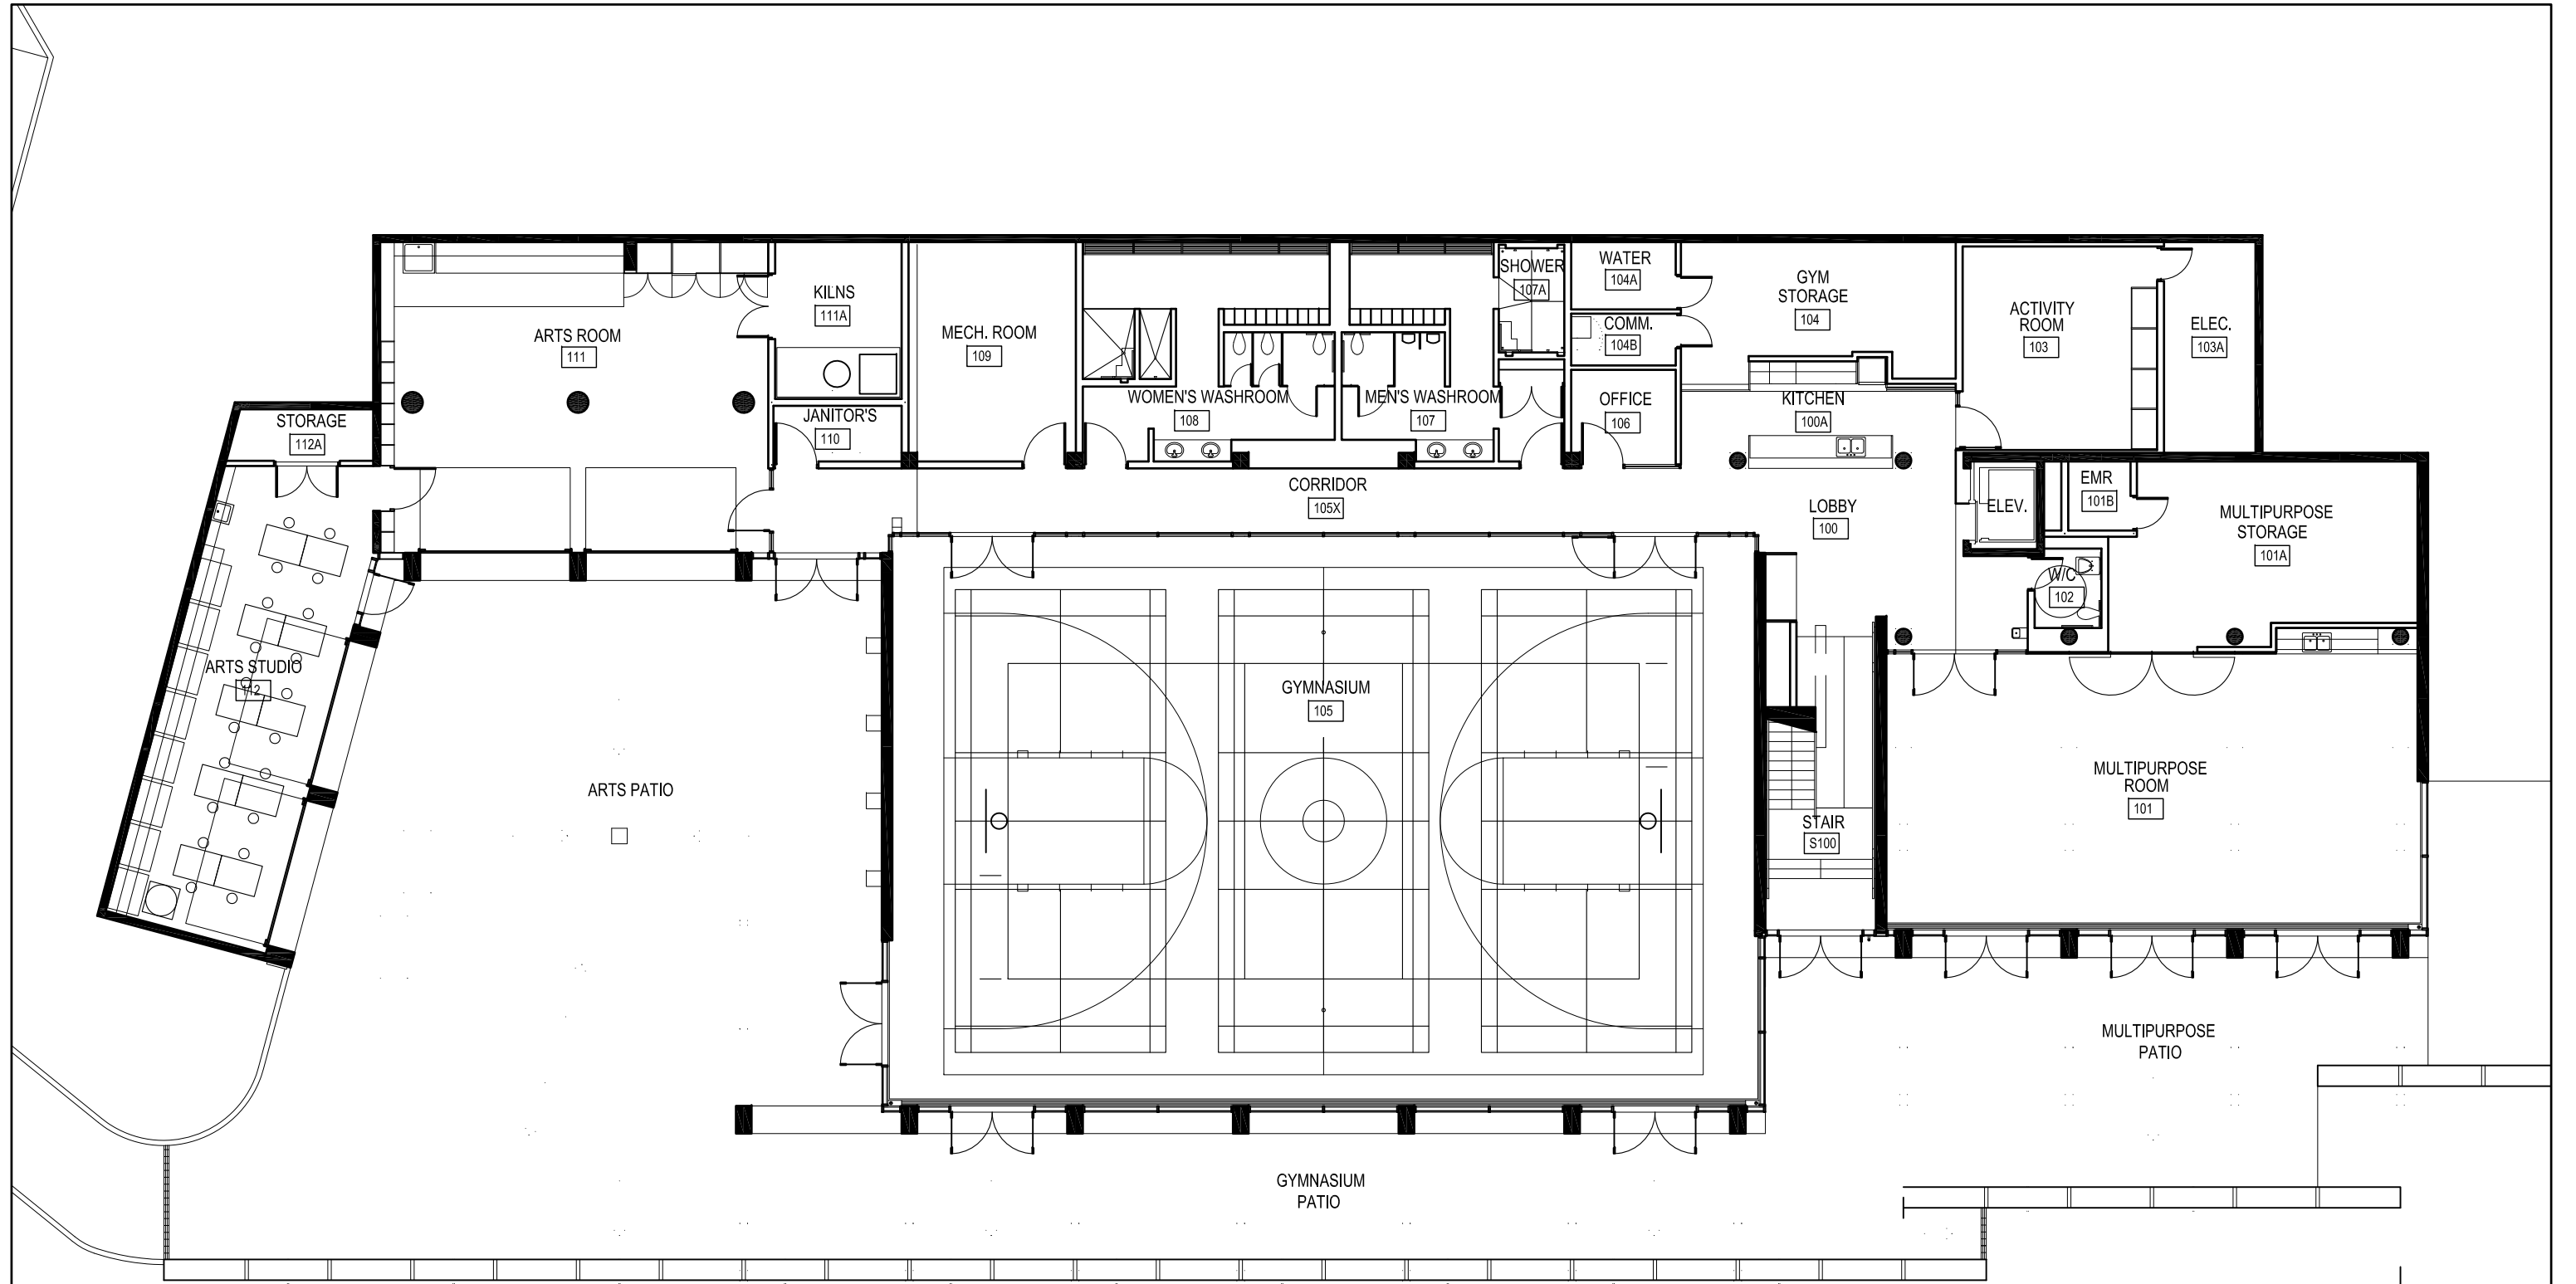 SHOWER
107A
WATER
104A
GYM
STORAGE
104
KILNS
111A
ARTS ROOM
111
MECH. ROOM
109
COMM.
104B
ACTIVITY
ROOM
103
ELEC.
103A
STORAGE
112A
JANITOR'S
110
WOMEN'S WASHROOM
108
MEN'S WASHROOM
107
OFFICE
106
KITCHEN
100A
CORRIDOR
105X
LOBBY
100
ELEV.
EMR
101B
MULTIPURPOSE
STORAGE
101A
W/C
102
ARTS STUDIO
112
GYMNASIUM
105
ARTS PATIO
STAIR
S100
MULTIPURPOSE
ROOM
101
MULTIPURPOSE
PATIO
GYMNASIUM
PATIO